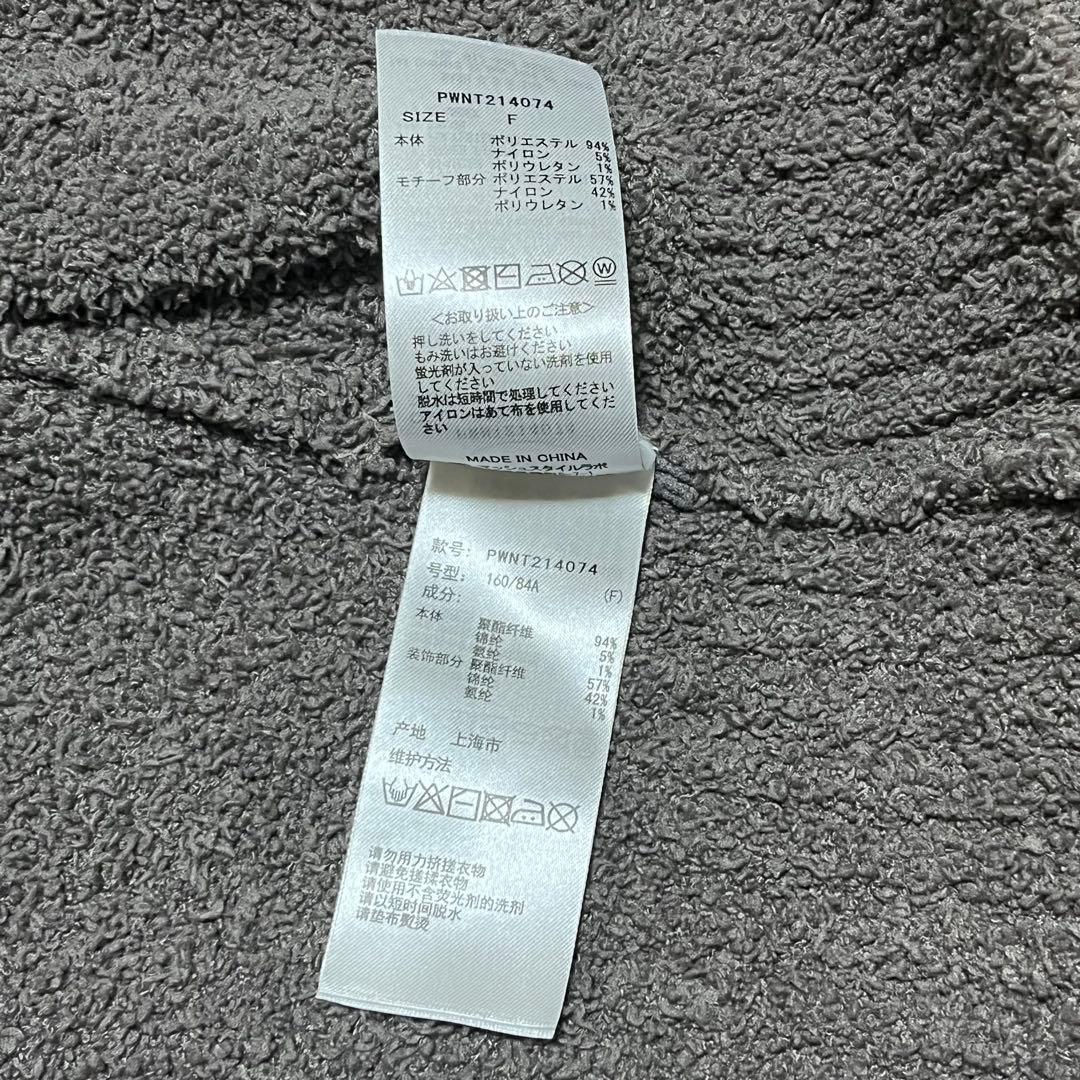 PWNT214074
SIZE F
本体 ポリエステル 94%
ナイロン 5%
ポリウレタン 1%
モチーフ部分 ポリエステル 57%
ナイロン 42%
ポリウレタン 1%
W
<お取り扱い上のご注意>
押し洗いをしてください
もみ洗いはお避けください
蛍光剤が入っていない洗剤を使用
してください
脱水は短時間で処理してください
アイロンはあて布を使用してくだ
さい
MADE IN CHINA
マッシュスタイルラボ
款号: PWNT214074
号型: 160/84A (F)
成分:
本体 聚酯纤维 94%
锦纶 5%
氨纶 1%
装饰部分 聚酯纤维 57%
锦纶 42%
氨纶 1%
产地 上海市
维护方法
请勿用力挤搓衣物
请避免揉搓衣物
请使用不含荧光剂的洗剂
请以短时间脱水
请垫布熨烫